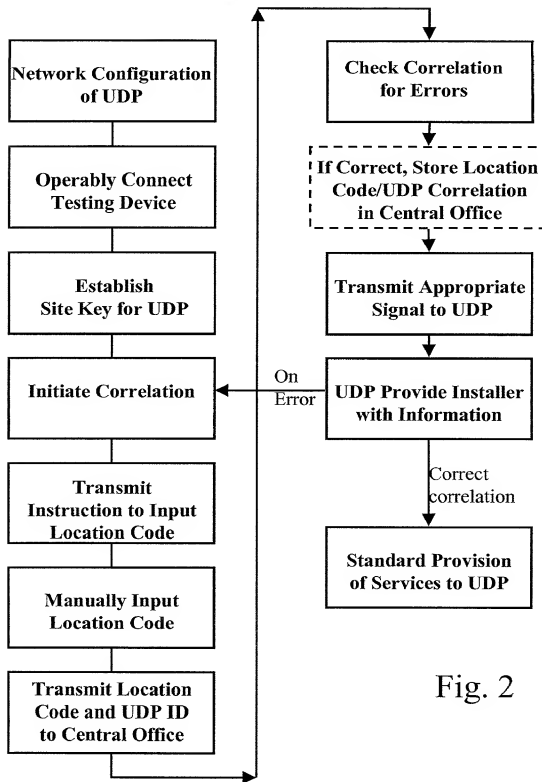 Network Configuration
of UDP
Operably Connect
Testing Device
Establish
Site Key for UDP
Initiate Correlation
Transmit
Instruction to Input
Location Code
Manually Input
Location Code
Transmit Location
Code and UDP ID
to Central Office
Check Correlation
for Errors
If Correct, Store Location
Code/UDP Correlation
in Central Office
Transmit Appropriate
Signal to UDP
UDP Provide Installer
with Information
On
Error
Correct
correlation
Standard Provision
of Services to UDP
Fig. 2